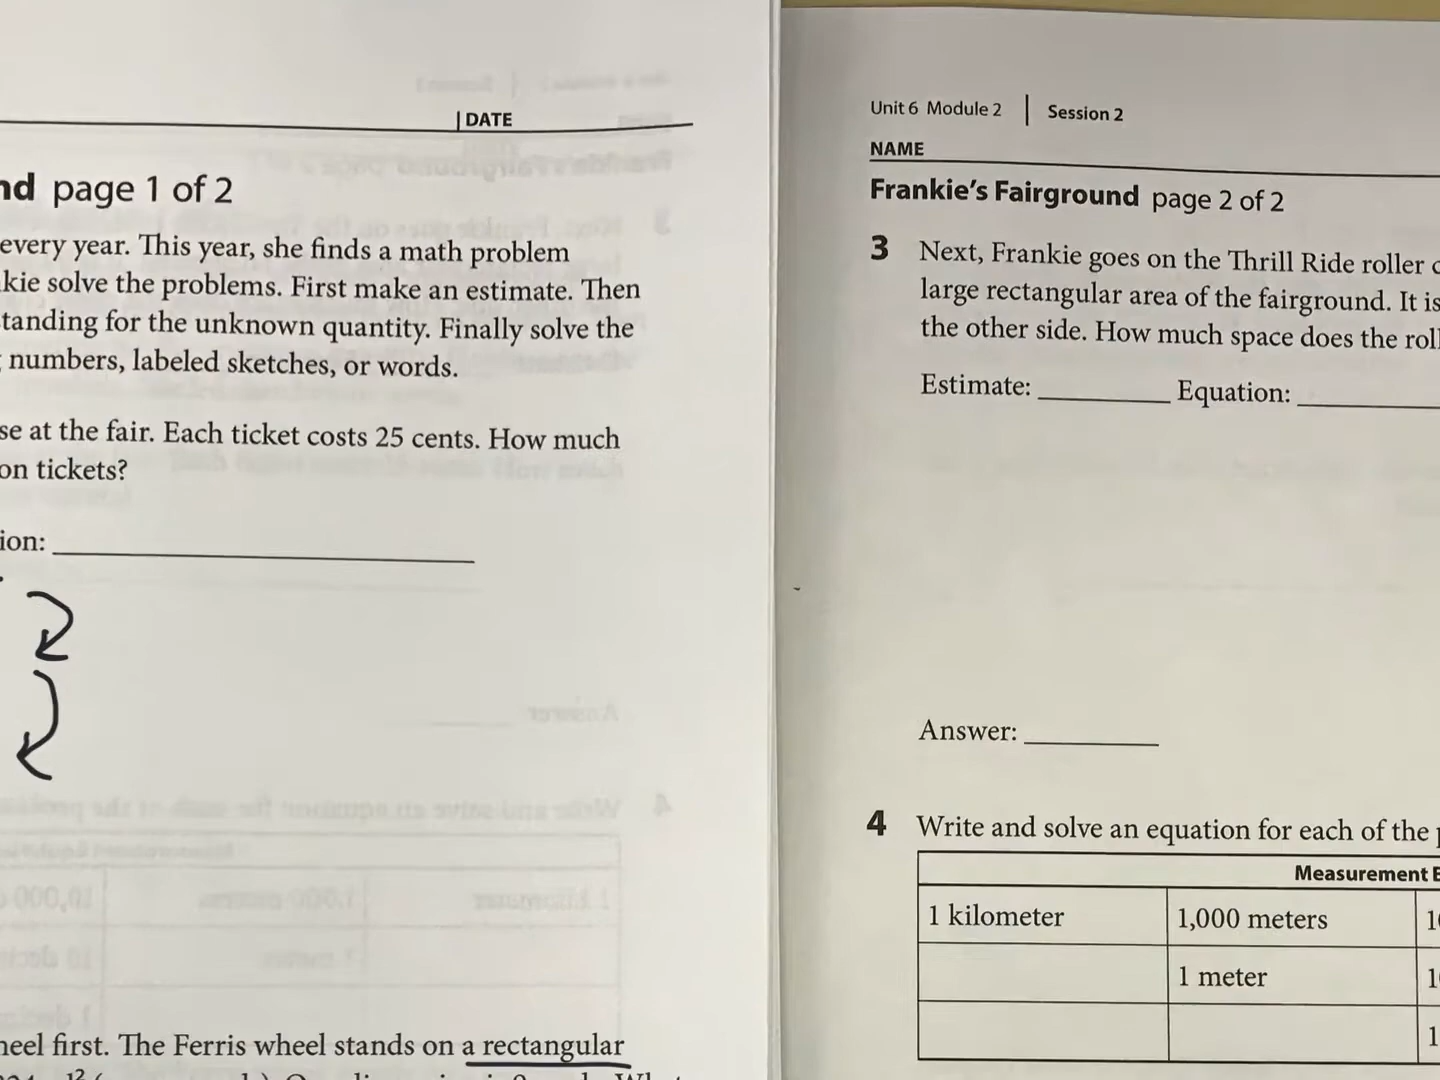 DATE
nd page 1 of 2
every year. This year, she finds a math problem
kie solve the problems. First make an estimate. Then
tanding for the unknown quantity. Finally solve the
numbers, labeled sketches, or words.
se at the fair. Each ticket costs 25 cents. How much
on tickets?
ion:
heel first. The Ferris wheel stands on a rectangular
Unit 6 Module 2 | Session 2
NAME
Frankie's Fairground page 2 of 2
3 Next, Frankie goes on the Thrill Ride roller c
large rectangular area of the fairground. It is
the other side. How much space does the roll
Estimate: Equation:
Answer:
4 Write and solve an equation for each of the
Measurement E
1 kilometer 1,000 meters 1
1 meter 1
1